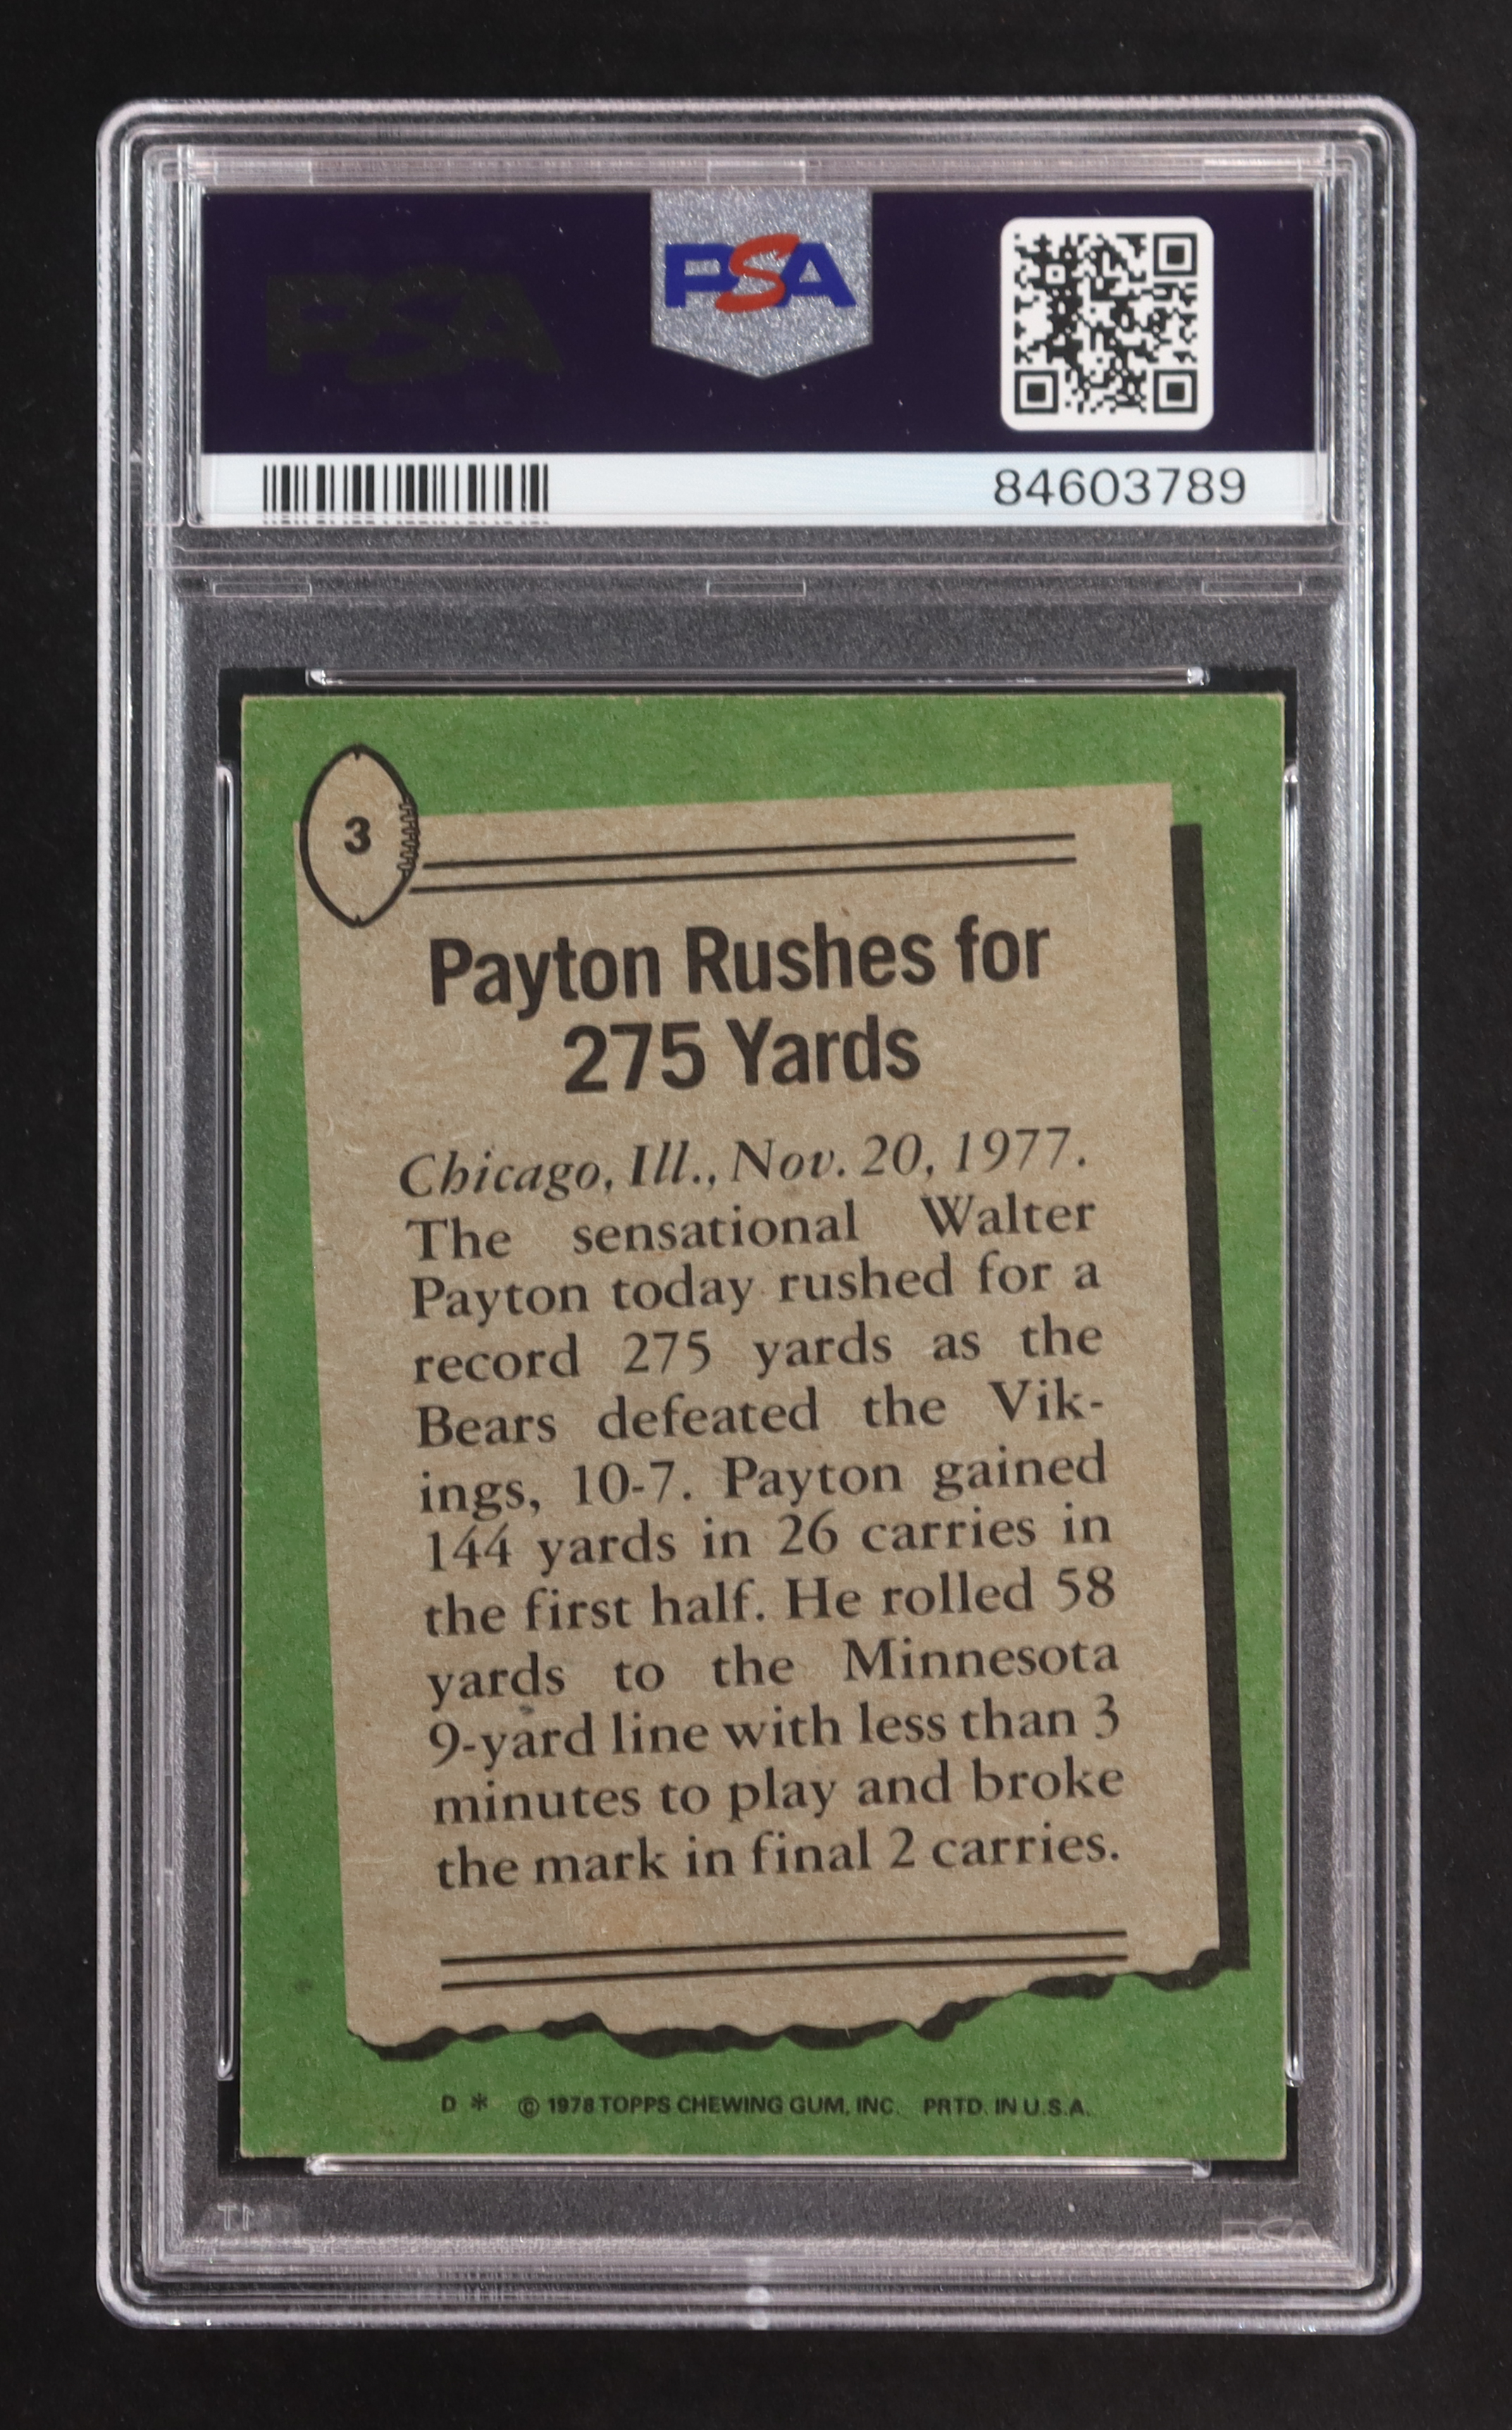 PSA
PSA
84603789
3
Payton Rushes for
275 Yards
Chicago, Ill., Nov. 20, 1977.
The sensational Walter
Payton today rushed for a
record 275 yards as the
Bears defeated the Vik-
ings, 10-7. Payton gained
144 yards in 26 carries in
the first half. He rolled 58
yards to the Minnesota
9-yard line with less than 3
minutes to play and broke
the mark in final 2 carries.
D * © 1978 TOPPS CHEWING GUM, INC. PRTD. IN U.S.A.
PSA